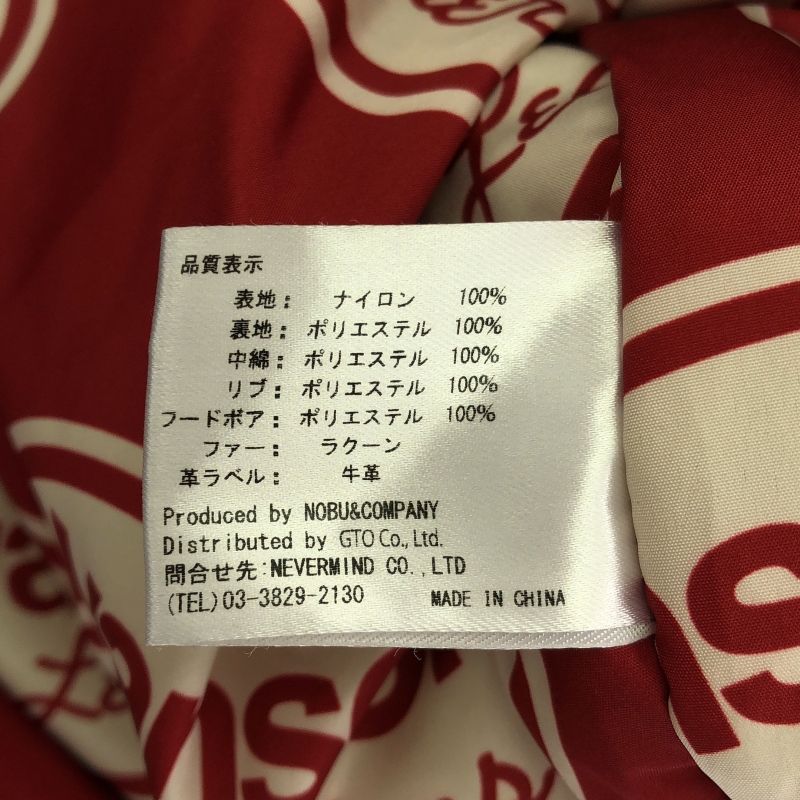 品質表示
表地: ナイロン 100%
裏地: ポリエステル 100%
中綿: ポリエステル 100%
リブ: ポリエステル 100%
フードボア: ポリエステル 100%
ファー: ラクーン
革ラベル: 牛革
Produced by NOBU&COMPANY
Distributed by GTO Co., Ltd.
問合せ先:NEVERMIND CO.,LTD
(TEL)03-3829-2130 MADE IN CHINA